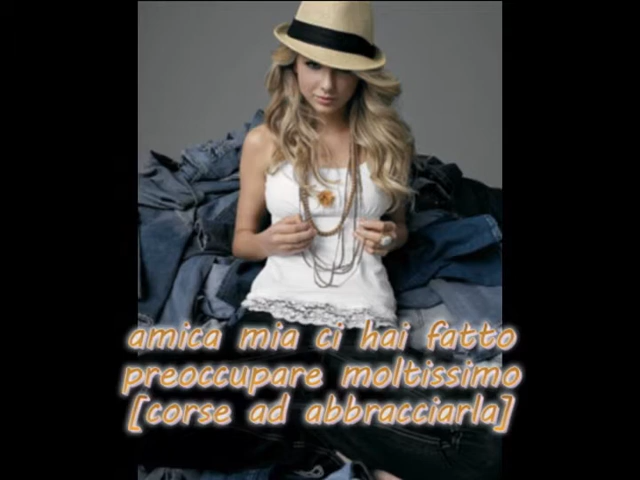 amica mia ci hai fatto
preoccupare moltissimo
[corse ad abbracciarla]